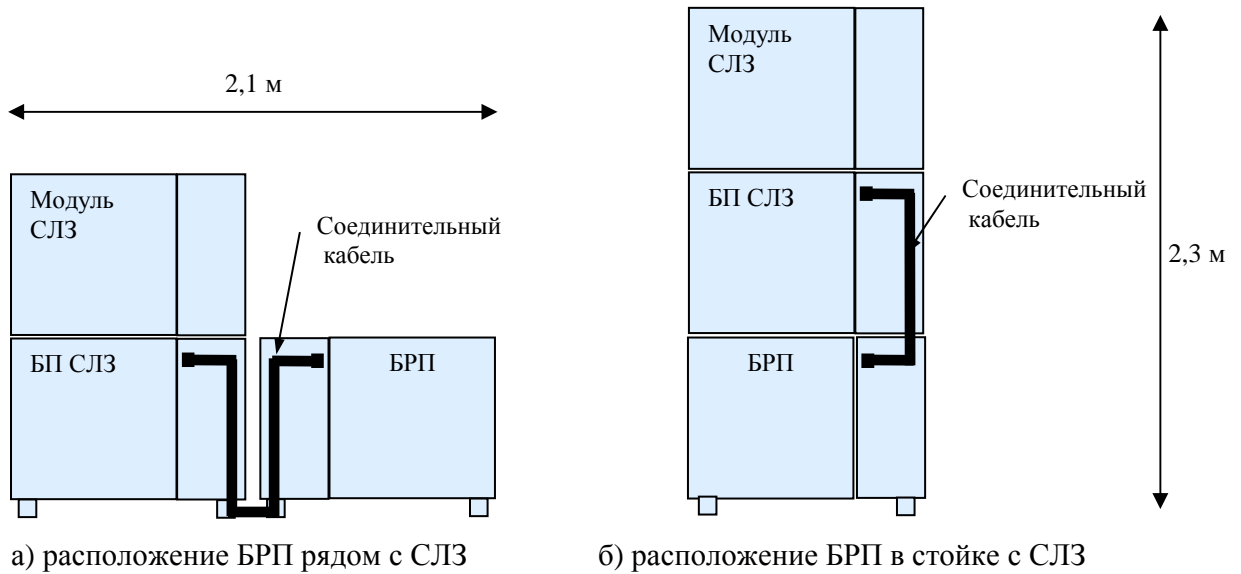 2,1 м
Модуль
СЛЗ
БП СЛЗ
Соединительный
кабель
БРП
а) расположение БРП рядом с СЛЗ
Модуль
СЛЗ
БП СЛЗ
Соединительный
кабель
2,3 м
БРП
б) расположение БРП в стойке с СЛЗ